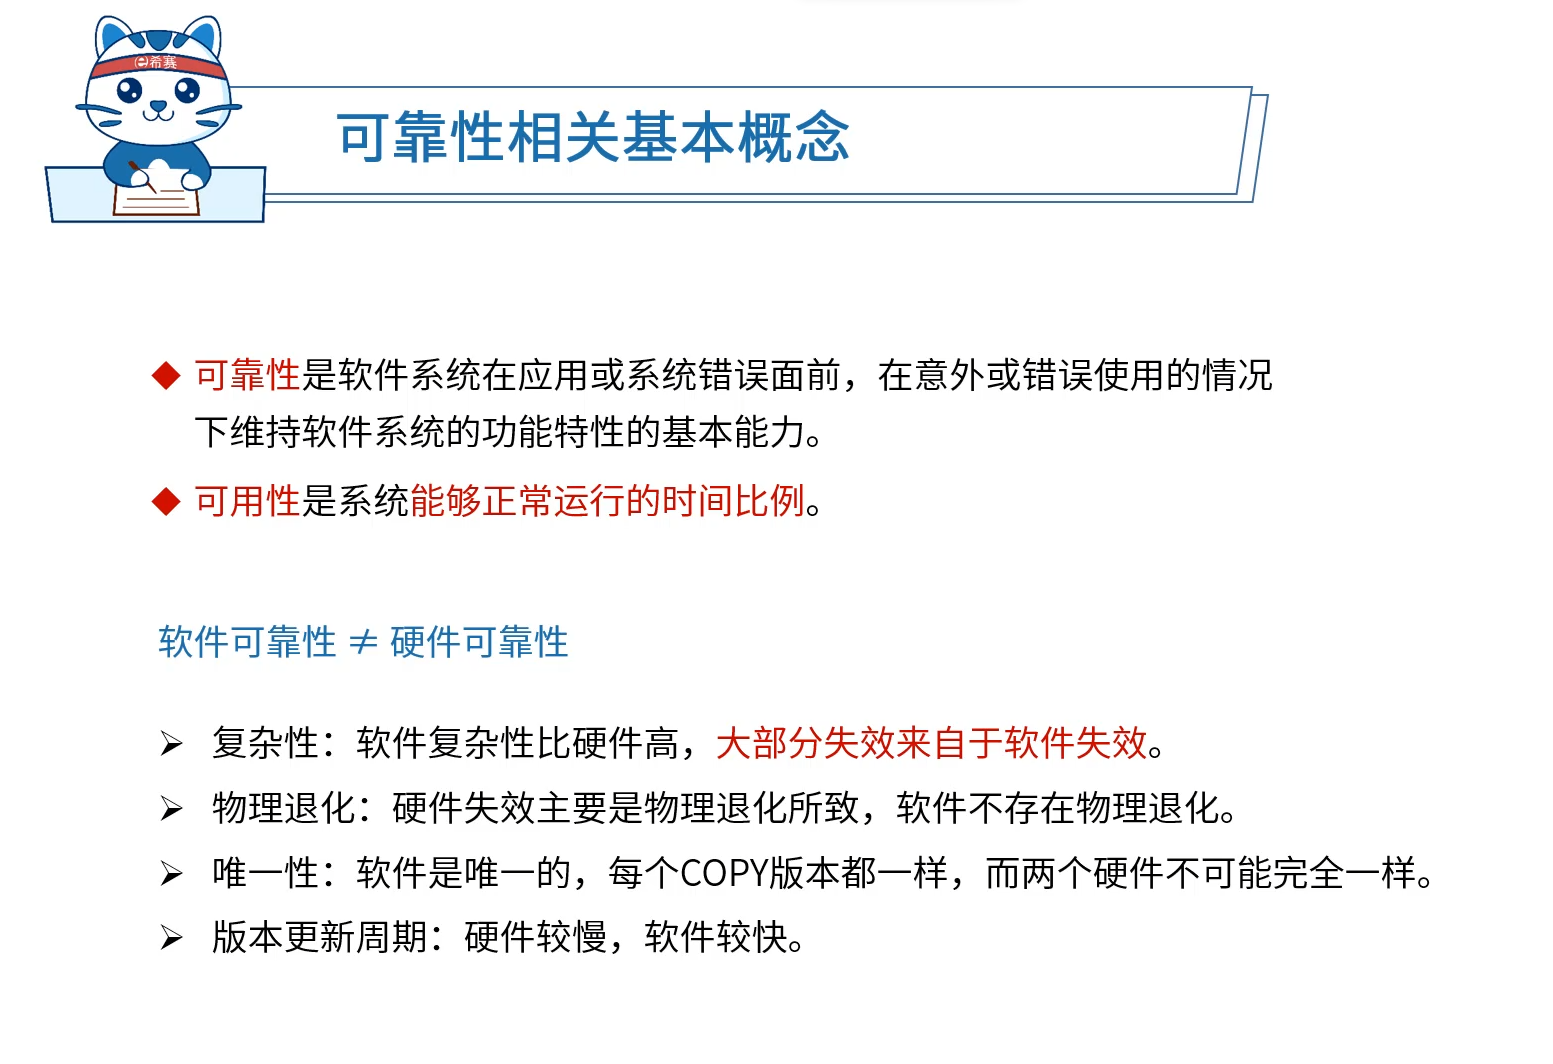 e希赛
可靠性相关基本概念
◆ 可靠性是软件系统在应用或系统错误面前，在意外或错误使用的情况
下维持软件系统的功能特性的基本能力。
◆ 可用性是系统能够正常运行的时间比例。
软件可靠性 ≠ 硬件可靠性
➢ 复杂性：软件复杂性比硬件高，大部分失效来自于软件失效。
➢ 物理退化：硬件失效主要是物理退化所致，软件不存在物理退化。
➢ 唯一性：软件是唯一的，每个COPY版本都一样，而两个硬件不可能完全一样。
➢ 版本更新周期：硬件较慢，软件较快。